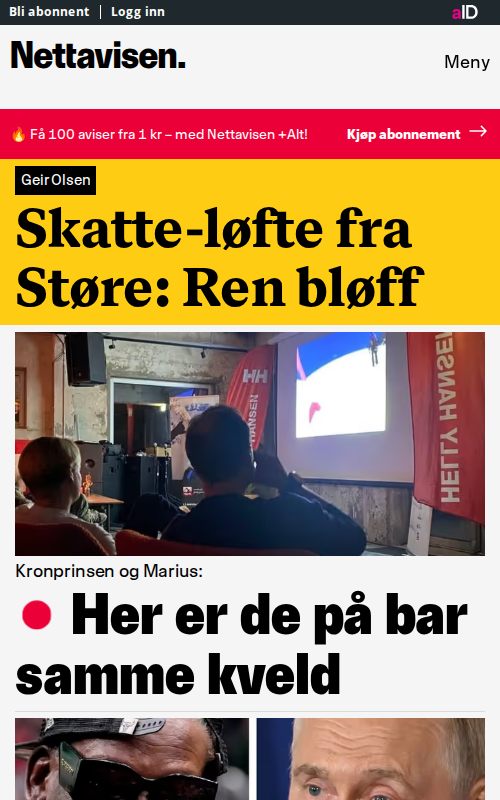 Bli abonnent | Logg inn
aID
Nettavisen.
Meny
🔥 Få 100 aviser fra 1 kr – med Nettavisen +Alt!
Kjøp abonnement →
Geir Olsen
Skatte-løfte fra
Støre: Ren bløff
HH
HANSEN
HELLY HANSEN
Kronprinsen og Marius:
Her er de på bar
samme kveld